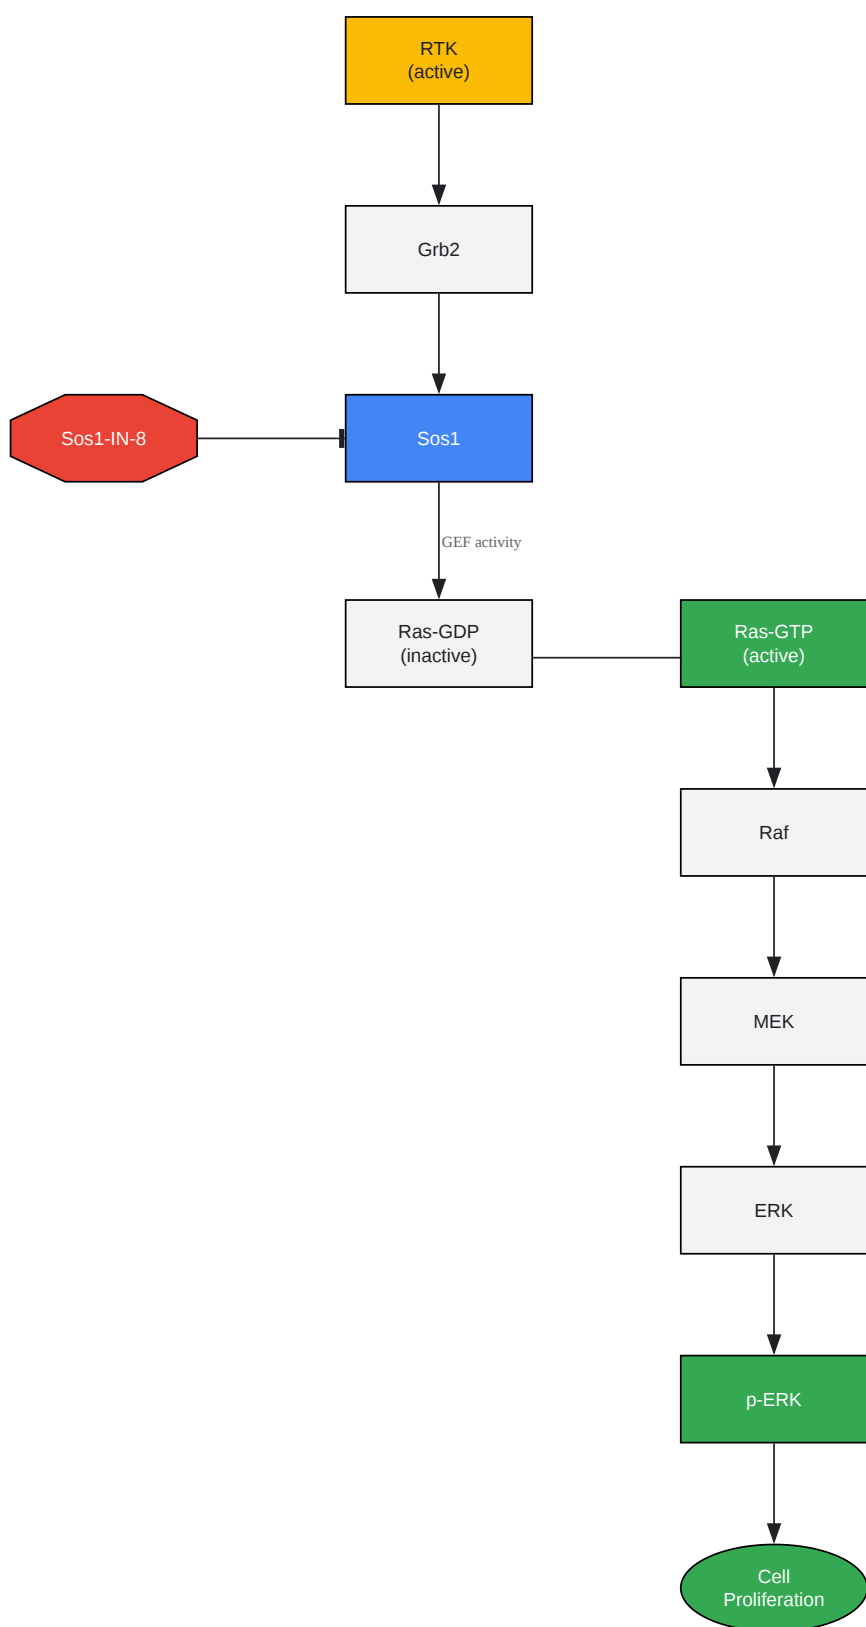 RTK
(active)
Grb2
Sos1-IN-8
Sos1
GEF activity
Ras-GDP
(inactive)
Ras-GTP
(active)
Raf
MEK
ERK
p-ERK
Cell
Proliferation